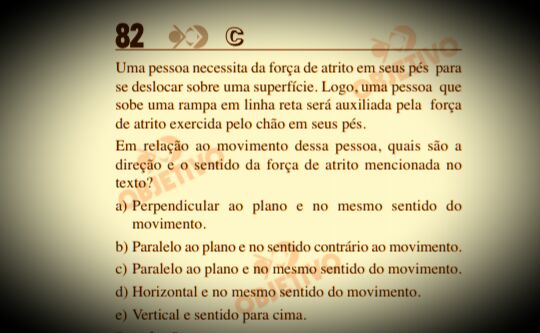 82 C
Uma pessoa necessita da força de atrito em seus pés para
se deslocar sobre uma superfície. Logo, uma pessoa que
sobe uma rampa em linha reta será auxiliada pela força
de atrito exercida pelo chão em seus pés.
Em relação ao movimento dessa pessoa, quais são a
direção e o sentido da força de atrito mencionada no
texto?
a) Perpendicular ao plano e no mesmo sentido do
movimento.
b) Paralelo ao plano e no sentido contrário ao movimento.
c) Paralelo ao plano e no mesmo sentido do movimento.
d) Horizontal e no mesmo sentido do movimento.
e) Vertical e sentido para cima.
OBJETIVO
OBJETIVO
OBJETIVO